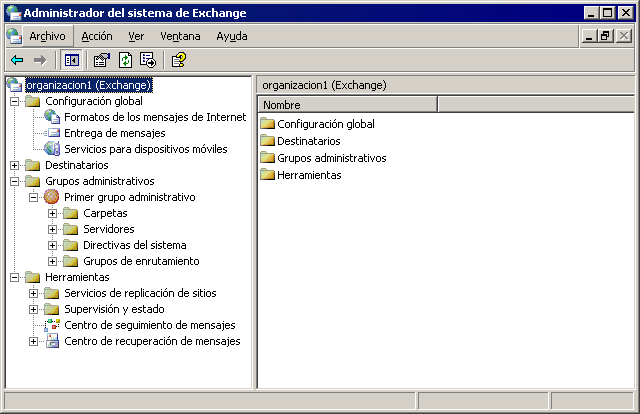 Administrador del sistema de Exchange
Archivo Acción Ver Ventana Ayuda
organizacion1 (Exchange)
Configuración global
Formatos de los mensajes de Internet
Entrega de mensajes
Servicios para dispositivos móviles
Destinatarios
Grupos administrativos
Primer grupo administrativo
Carpetas
Servidores
Directivas del sistema
Grupos de enrutamiento
Herramientas
Servicios de replicación de sitios
Supervisión y estado
Centro de seguimiento de mensajes
Centro de recuperación de mensajes
organizacion1 (Exchange)
Nombre
Configuración global
Destinatarios
Grupos administrativos
Herramientas